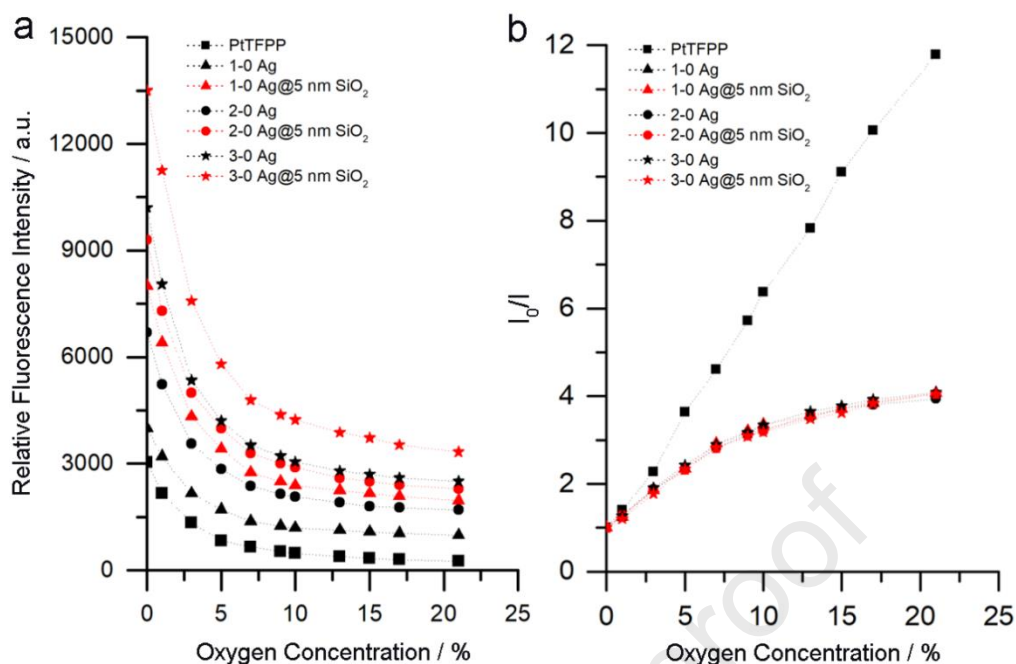 a
15000
12000
9000
6000
3000
0
0
5
10
15
20
25
Relative Fluorescence Intensity / a.u.
Oxygen Concentration / %
PtTFPP
1-0 Ag
1-0 Ag@5 nm SiO₂
2-0 Ag
2-0 Ag@5 nm SiO₂
3-0 Ag
3-0 Ag@5 nm SiO₂
b
12
10
8
6
4
2
0
0
5
10
15
20
25
I₀/I
Oxygen Concentration / %
PtTFPP
1-0 Ag
1-0 Ag@5 nm SiO₂
2-0 Ag
2-0 Ag@5 nm SiO₂
3-0 Ag
3-0 Ag@5 nm SiO₂
proof